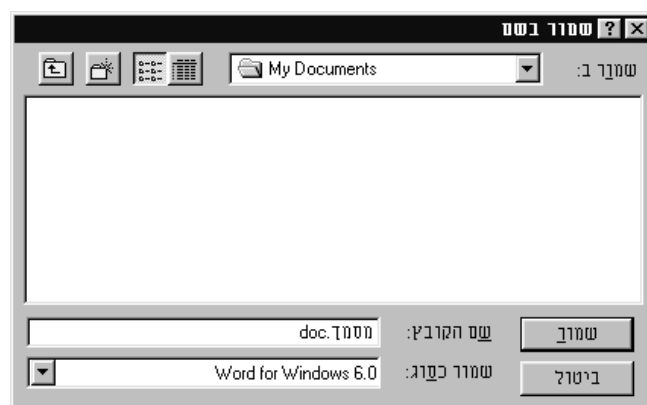 שמור בשם
שמור ב: My Documents
שם הקובץ: מסמך.doc שמור
שמור כסוג: Word for Windows 6.0 ביטול